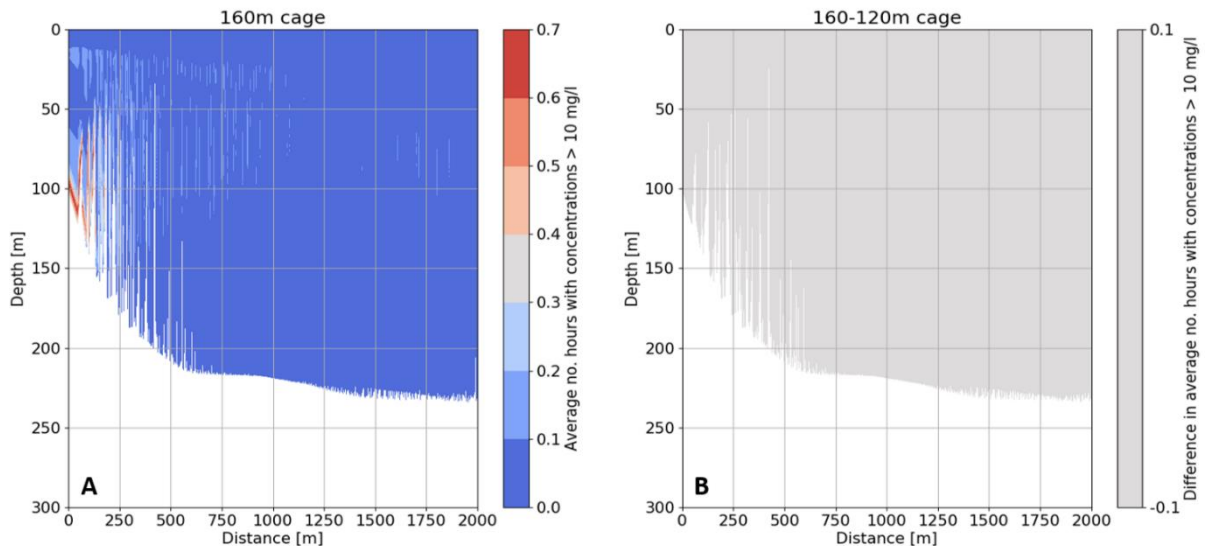 160m cage
0
50
100
150
200
250
300
Depth [m]
0 250 500 750 1000 1250 1500 1750 2000
Distance [m]
A
0.7
0.6
0.5
0.4
0.3
0.2
0.1
0.0
Average no. hours with concentrations > 10 mg/l
160-120m cage
0
50
100
150
200
250
300
Depth [m]
0 250 500 750 1000 1250 1500 1750 2000
Distance [m]
B
0.1
-0.1
Difference in average no. hours with concentrations > 10 mg/l